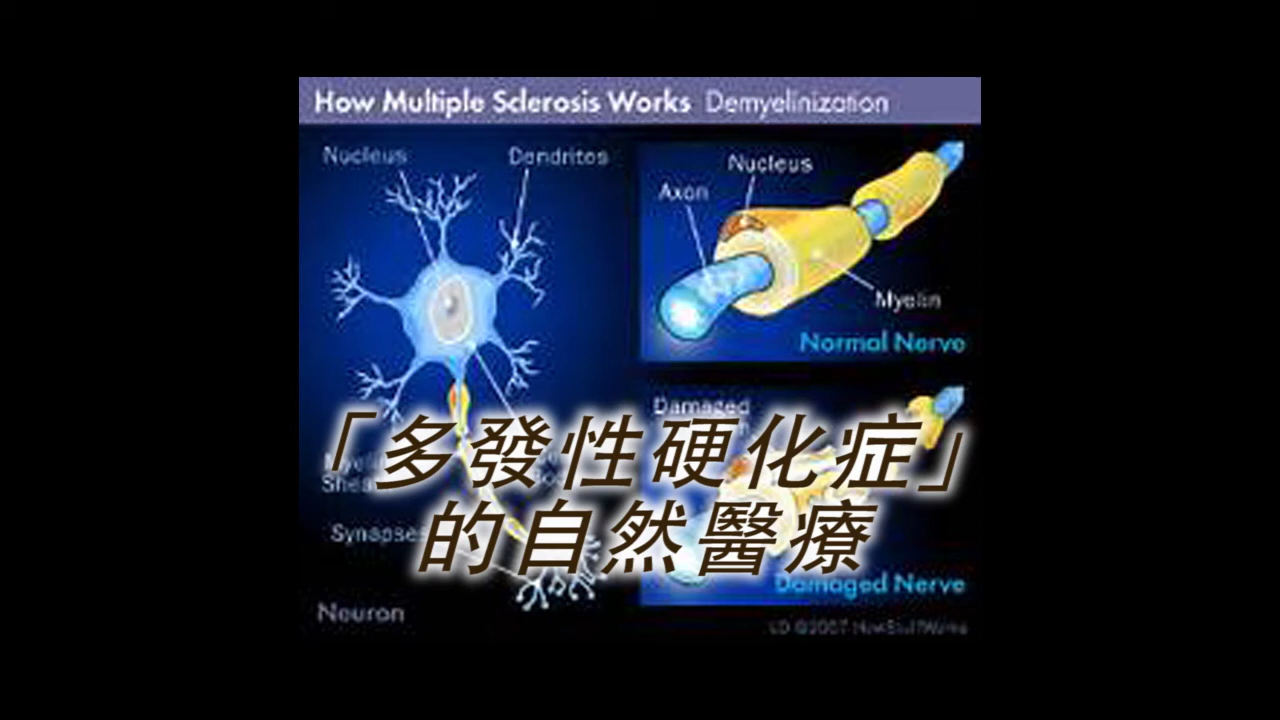 How Multiple Sclerosis Works Demyelinization
Nucleus
Dendrites
Nucleus
Axon
Myelin
Normal Nerve
Damaged
「多發性硬化症」
的自然醫療
Synapse
Damaged Nerve
Neuron